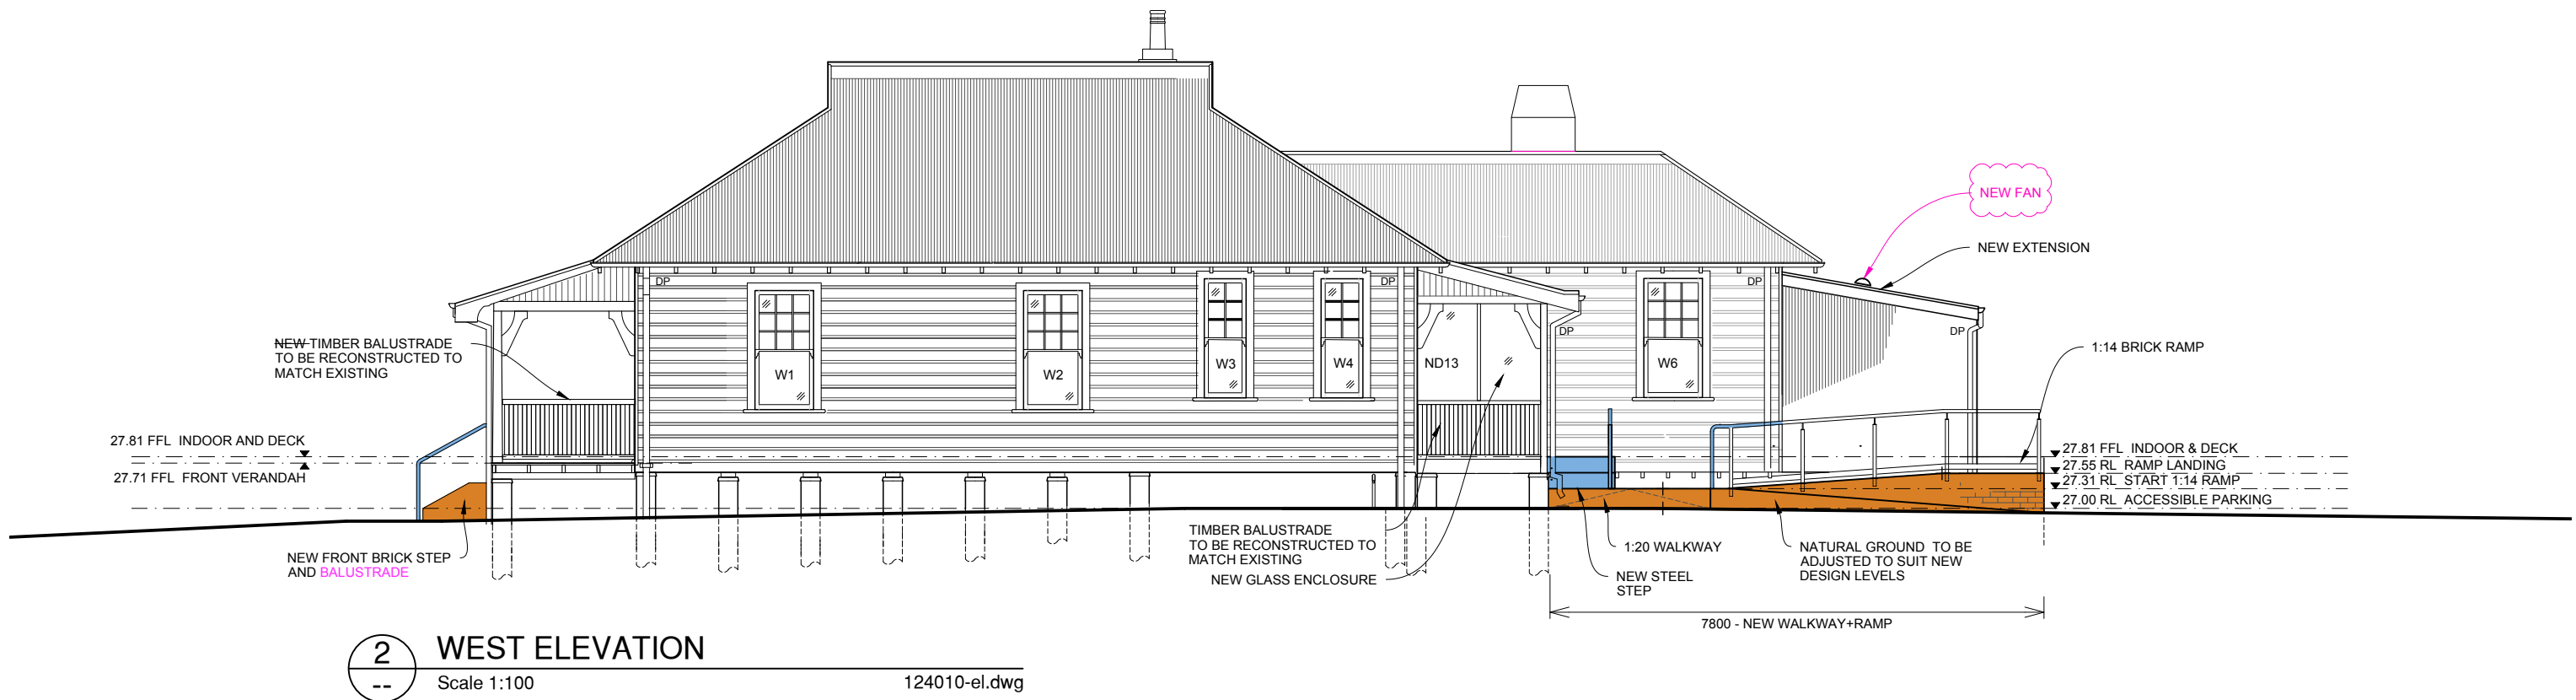 NEW FAN
NEW EXTENSION
DP
DP
DP
DP
DP
NEW TIMBER BALUSTRADE
TO BE RECONSTRUCTED TO
MATCH EXISTING
W1
W2
W3
W4
ND13
W6
1:14 BRICK RAMP
27.81 FFL INDOOR AND DECK
27.71 FFL FRONT VERANDAH
27.81 FFL INDOOR & DECK
27.55 RL RAMP LANDING
27.31 RL START 1:14 RAMP
27.00 RL ACCESSIBLE PARKING
NEW FRONT BRICK STEP
AND BALUSTRADE
TIMBER BALUSTRADE
TO BE RECONSTRUCTED TO
MATCH EXISTING
NEW GLASS ENCLOSURE
1:20 WALKWAY
NEW STEEL
STEP
NATURAL GROUND TO BE
ADJUSTED TO SUIT NEW
DESIGN LEVELS
7800 - NEW WALKWAY+RAMP
2
--
WEST ELEVATION
Scale 1:100
124010-el.dwg